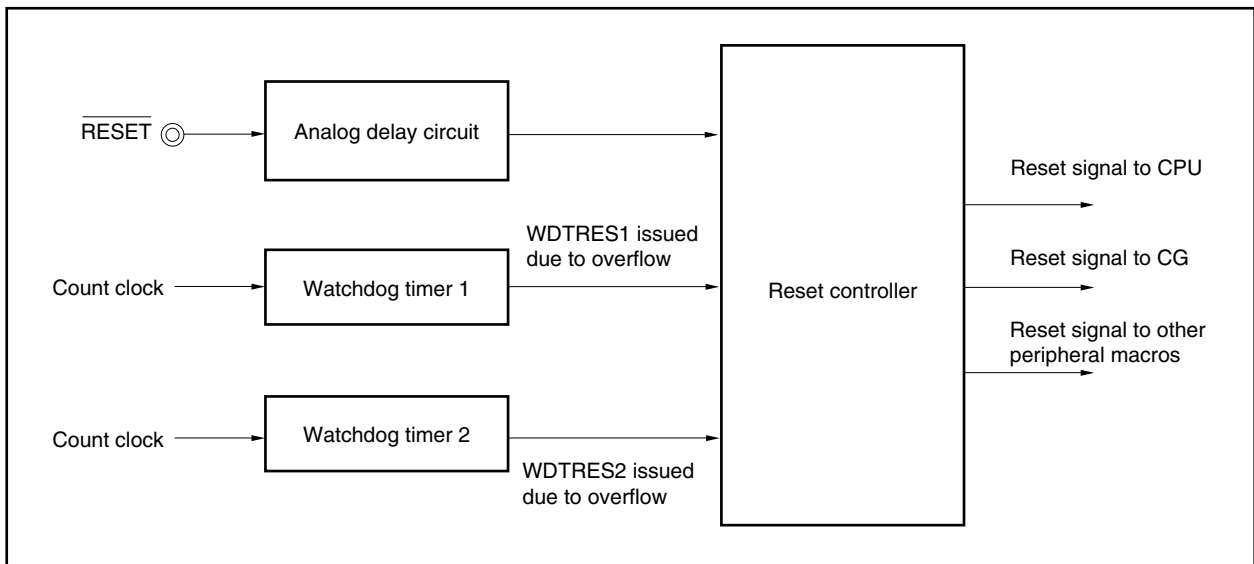 RESET
Analog delay circuit
Reset signal to CPU
WDTRES1 issued
due to overflow
Reset signal to CG
Count clock
Watchdog timer 1
Reset controller
Reset signal to other
peripheral macros
Count clock
Watchdog timer 2
WDTRES2 issued
due to overflow